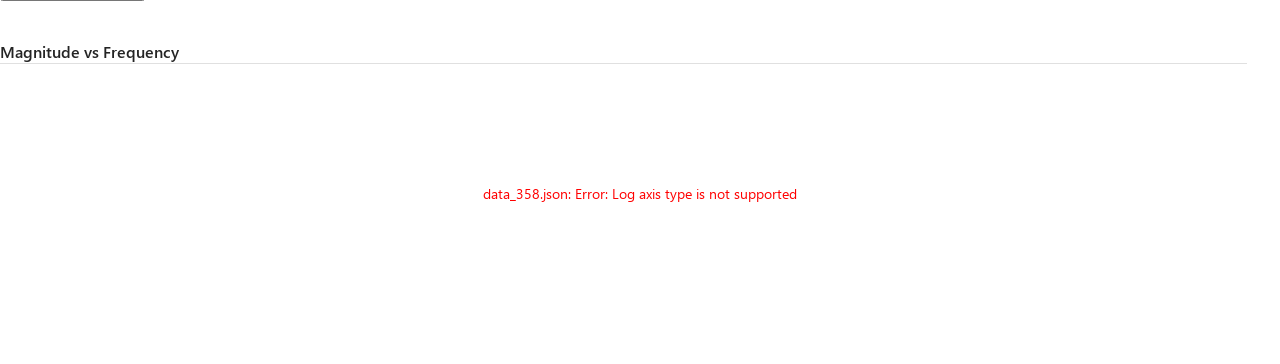 Magnitude vs Frequency
data_358.json: Error: Log axis type is not supported